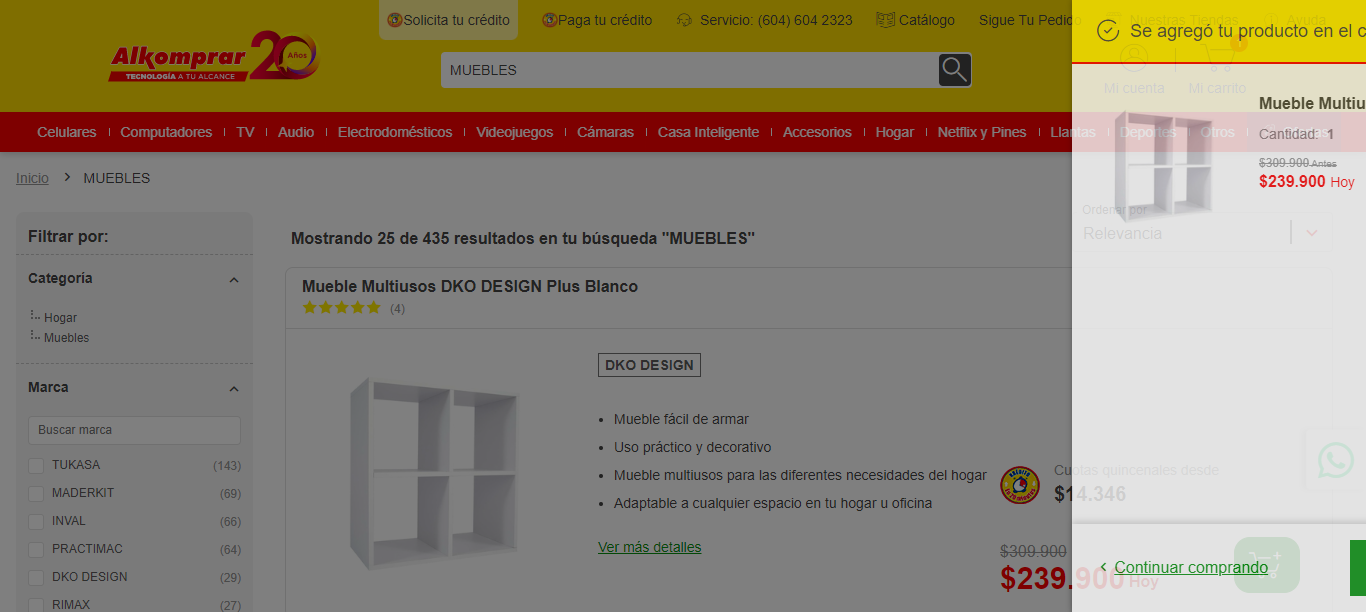 Solicita tu crédito
Paga tu crédito
Servicio: (604) 604 2323
Catálogo
Sigue Tu Pedido
Nuestras Tiendas
Ayuda
Alkomprar 20 Años
TECNOLOGÍA A TU ALCANCE
MUEBLES
Mi cuenta
Mi carrito
1
Se agregó tu producto en el c
Celulares
Computadores
TV
Audio
Electrodomésticos
Videojuegos
Cámaras
Casa Inteligente
Accesorios
Hogar
Netflix y Pines
Llantas
Deportes
Otros
Inicio > MUEBLES
Filtrar por:
Categoría
Hogar
Muebles
Marca
Buscar marca
TUKASA (143)
MADERKIT (69)
INVAL (66)
PRACTIMAC (64)
DKO DESIGN (29)
RIMAX (27)
Mostrando 25 de 435 resultados en tu búsqueda "MUEBLES"
Ordenar por
Relevancia
Mueble Multiusos DKO DESIGN Plus Blanco
(4)
DKO DESIGN
Mueble fácil de armar
Uso práctico y decorativo
Mueble multiusos para las diferentes necesidades del hogar
Adaptable a cualquier espacio en tu hogar u oficina
Ver más detalles
Cuotas quincenales desde
$14.346
$309.900
$239.900 Hoy
Mueble Multiu
Cantidad: 1
$309.900 Antes
$239.900 Hoy
Continuar comprando